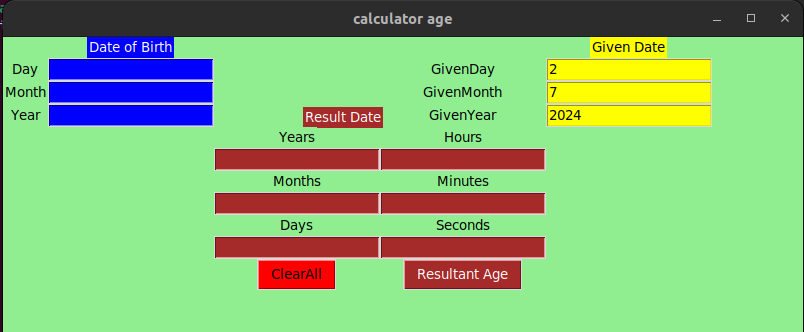 calculator age
Date of Birth Given Date
Day GivenDay 2
Month GivenMonth 7
Year GivenYear 2024
Result Date
Years Hours
Months Minutes
Days Seconds
ClearAll Resultant Age